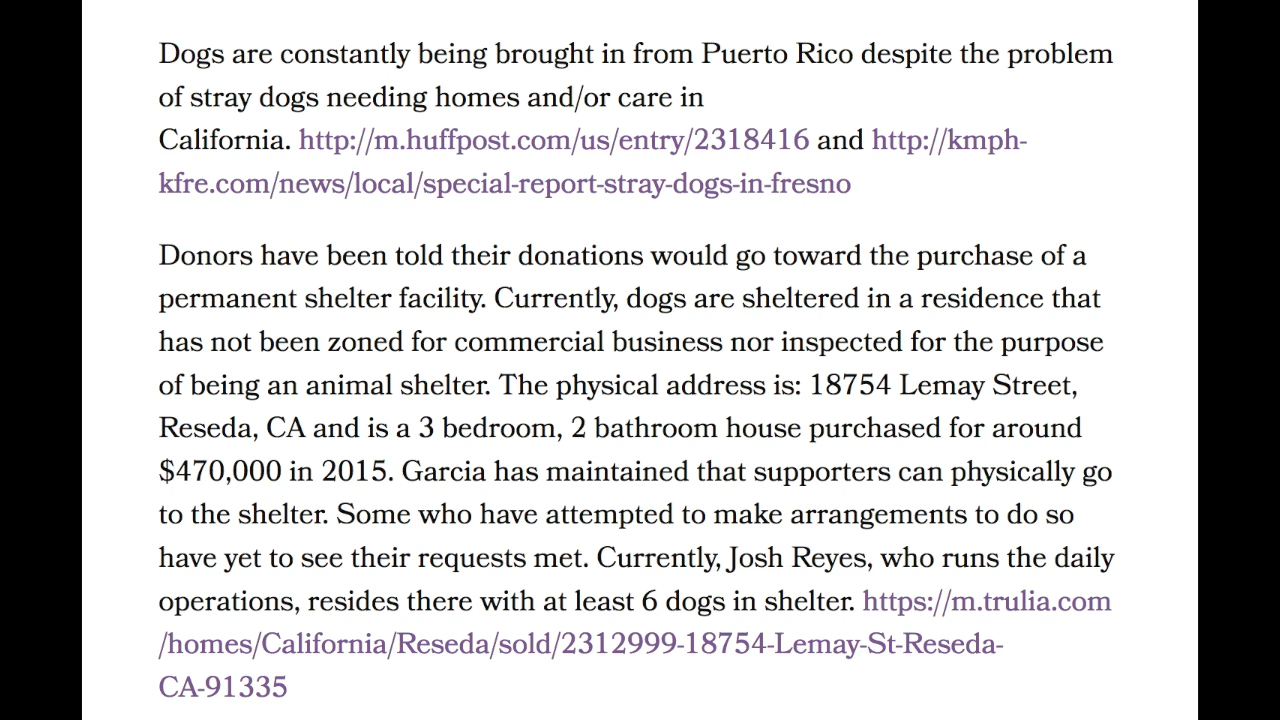 Dogs are constantly being brought in from Puerto Rico despite the problem
of stray dogs needing homes and/or care in
California. http://m.huffpost.com/us/entry/2318416 and http://kmph-
kfre.com/news/local/special-report-stray-dogs-in-fresno
Donors have been told their donations would go toward the purchase of a
permanent shelter facility. Currently, dogs are sheltered in a residence that
has not been zoned for commercial business nor inspected for the purpose
of being an animal shelter. The physical address is: 18754 Lemay Street,
Reseda, CA and is a 3 bedroom, 2 bathroom house purchased for around
$470,000 in 2015. Garcia has maintained that supporters can physically go
to the shelter. Some who have attempted to make arrangements to do so
have yet to see their requests met. Currently, Josh Reyes, who runs the daily
operations, resides there with at least 6 dogs in shelter. https://m.trulia.com
/homes/California/Reseda/sold/2312999-18754-Lemay-St-Reseda-
CA-91335